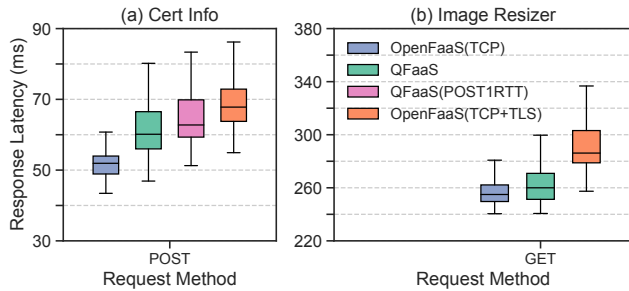 (a) Cert Info
90
70
50
30
Response Latency (ms)
POST
Request Method
(b) Image Resizer
380
340
300
260
220
OpenFaaS(TCP)
QFaaS
QFaaS(POST1RTT)
OpenFaaS(TCP+TLS)
GET
Request Method